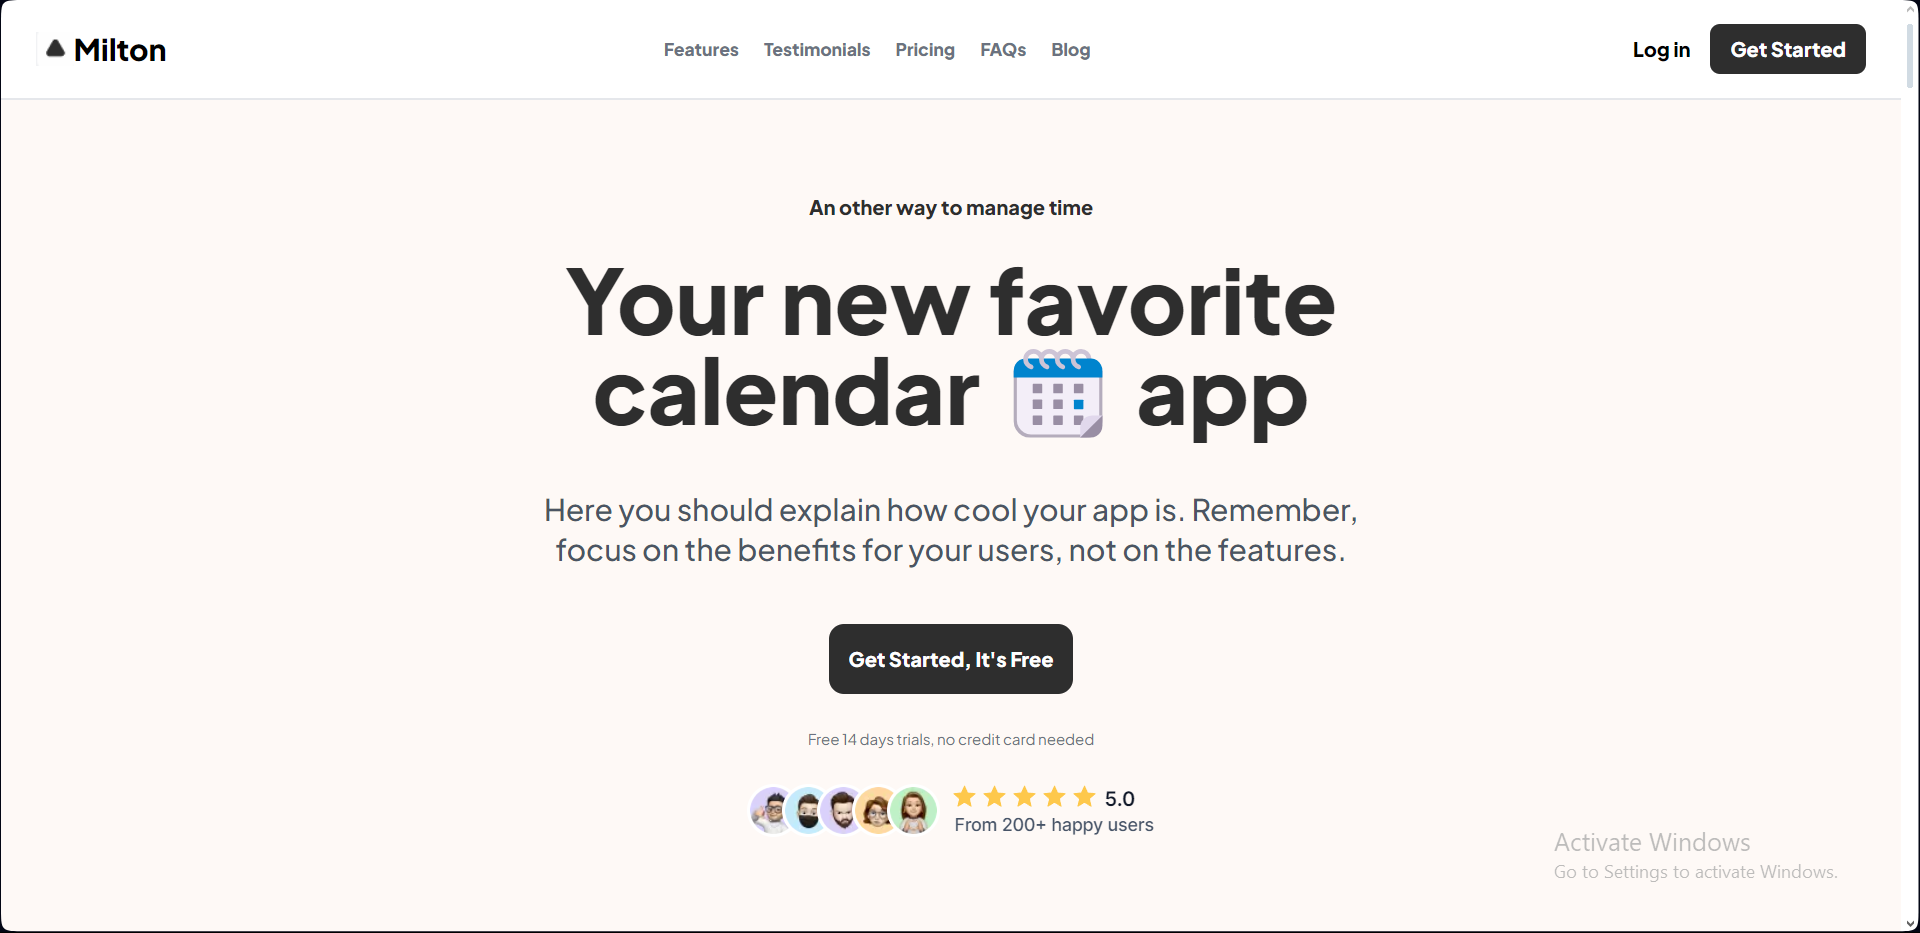 Milton
Features
Testimonials
Pricing
FAQs
Blog
Log in
Get Started
An other way to manage time
Your new favorite
calendar app
Here you should explain how cool your app is. Remember,
focus on the benefits for your users, not on the features.
Get Started, It's Free
Free 14 days trials, no credit card needed
5.0
From 200+ happy users
Activate Windows
Go to Settings to activate Windows.